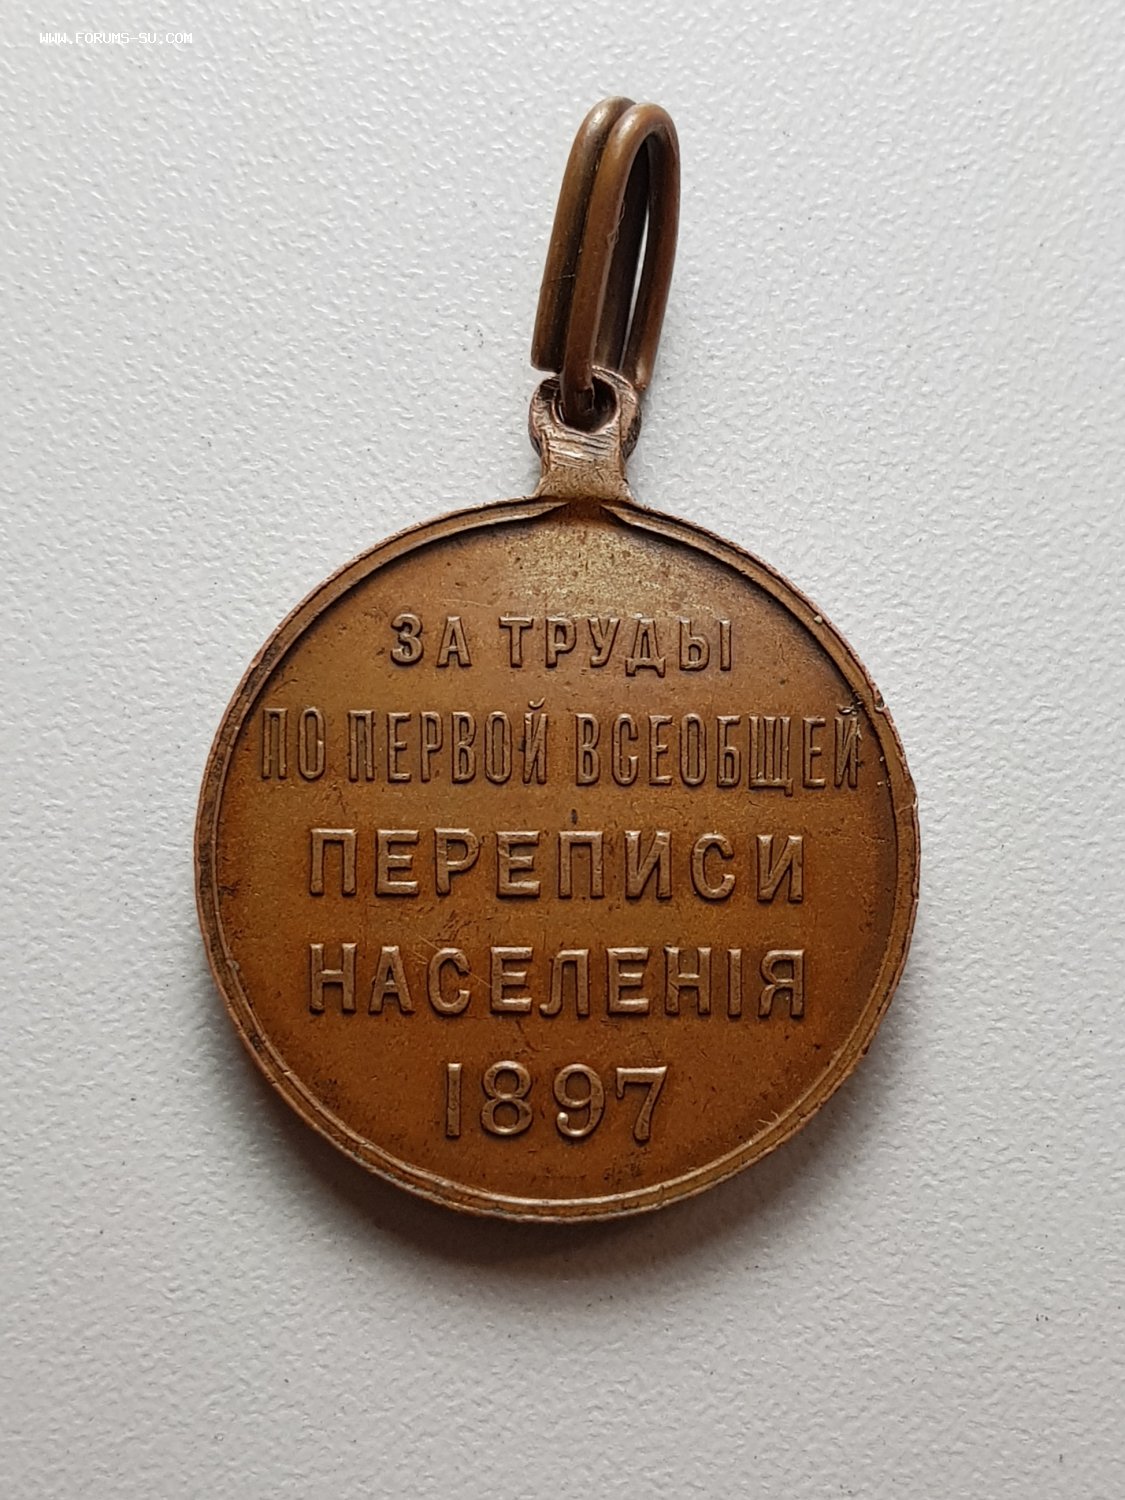 WWW.FORUMS-SU.COM
ЗА ТРУДЫ
ПО ПЕРВОЙ ВСЕОБЩЕЙ
ПЕРЕПИСИ
НАСЕЛЕНІЯ
1897